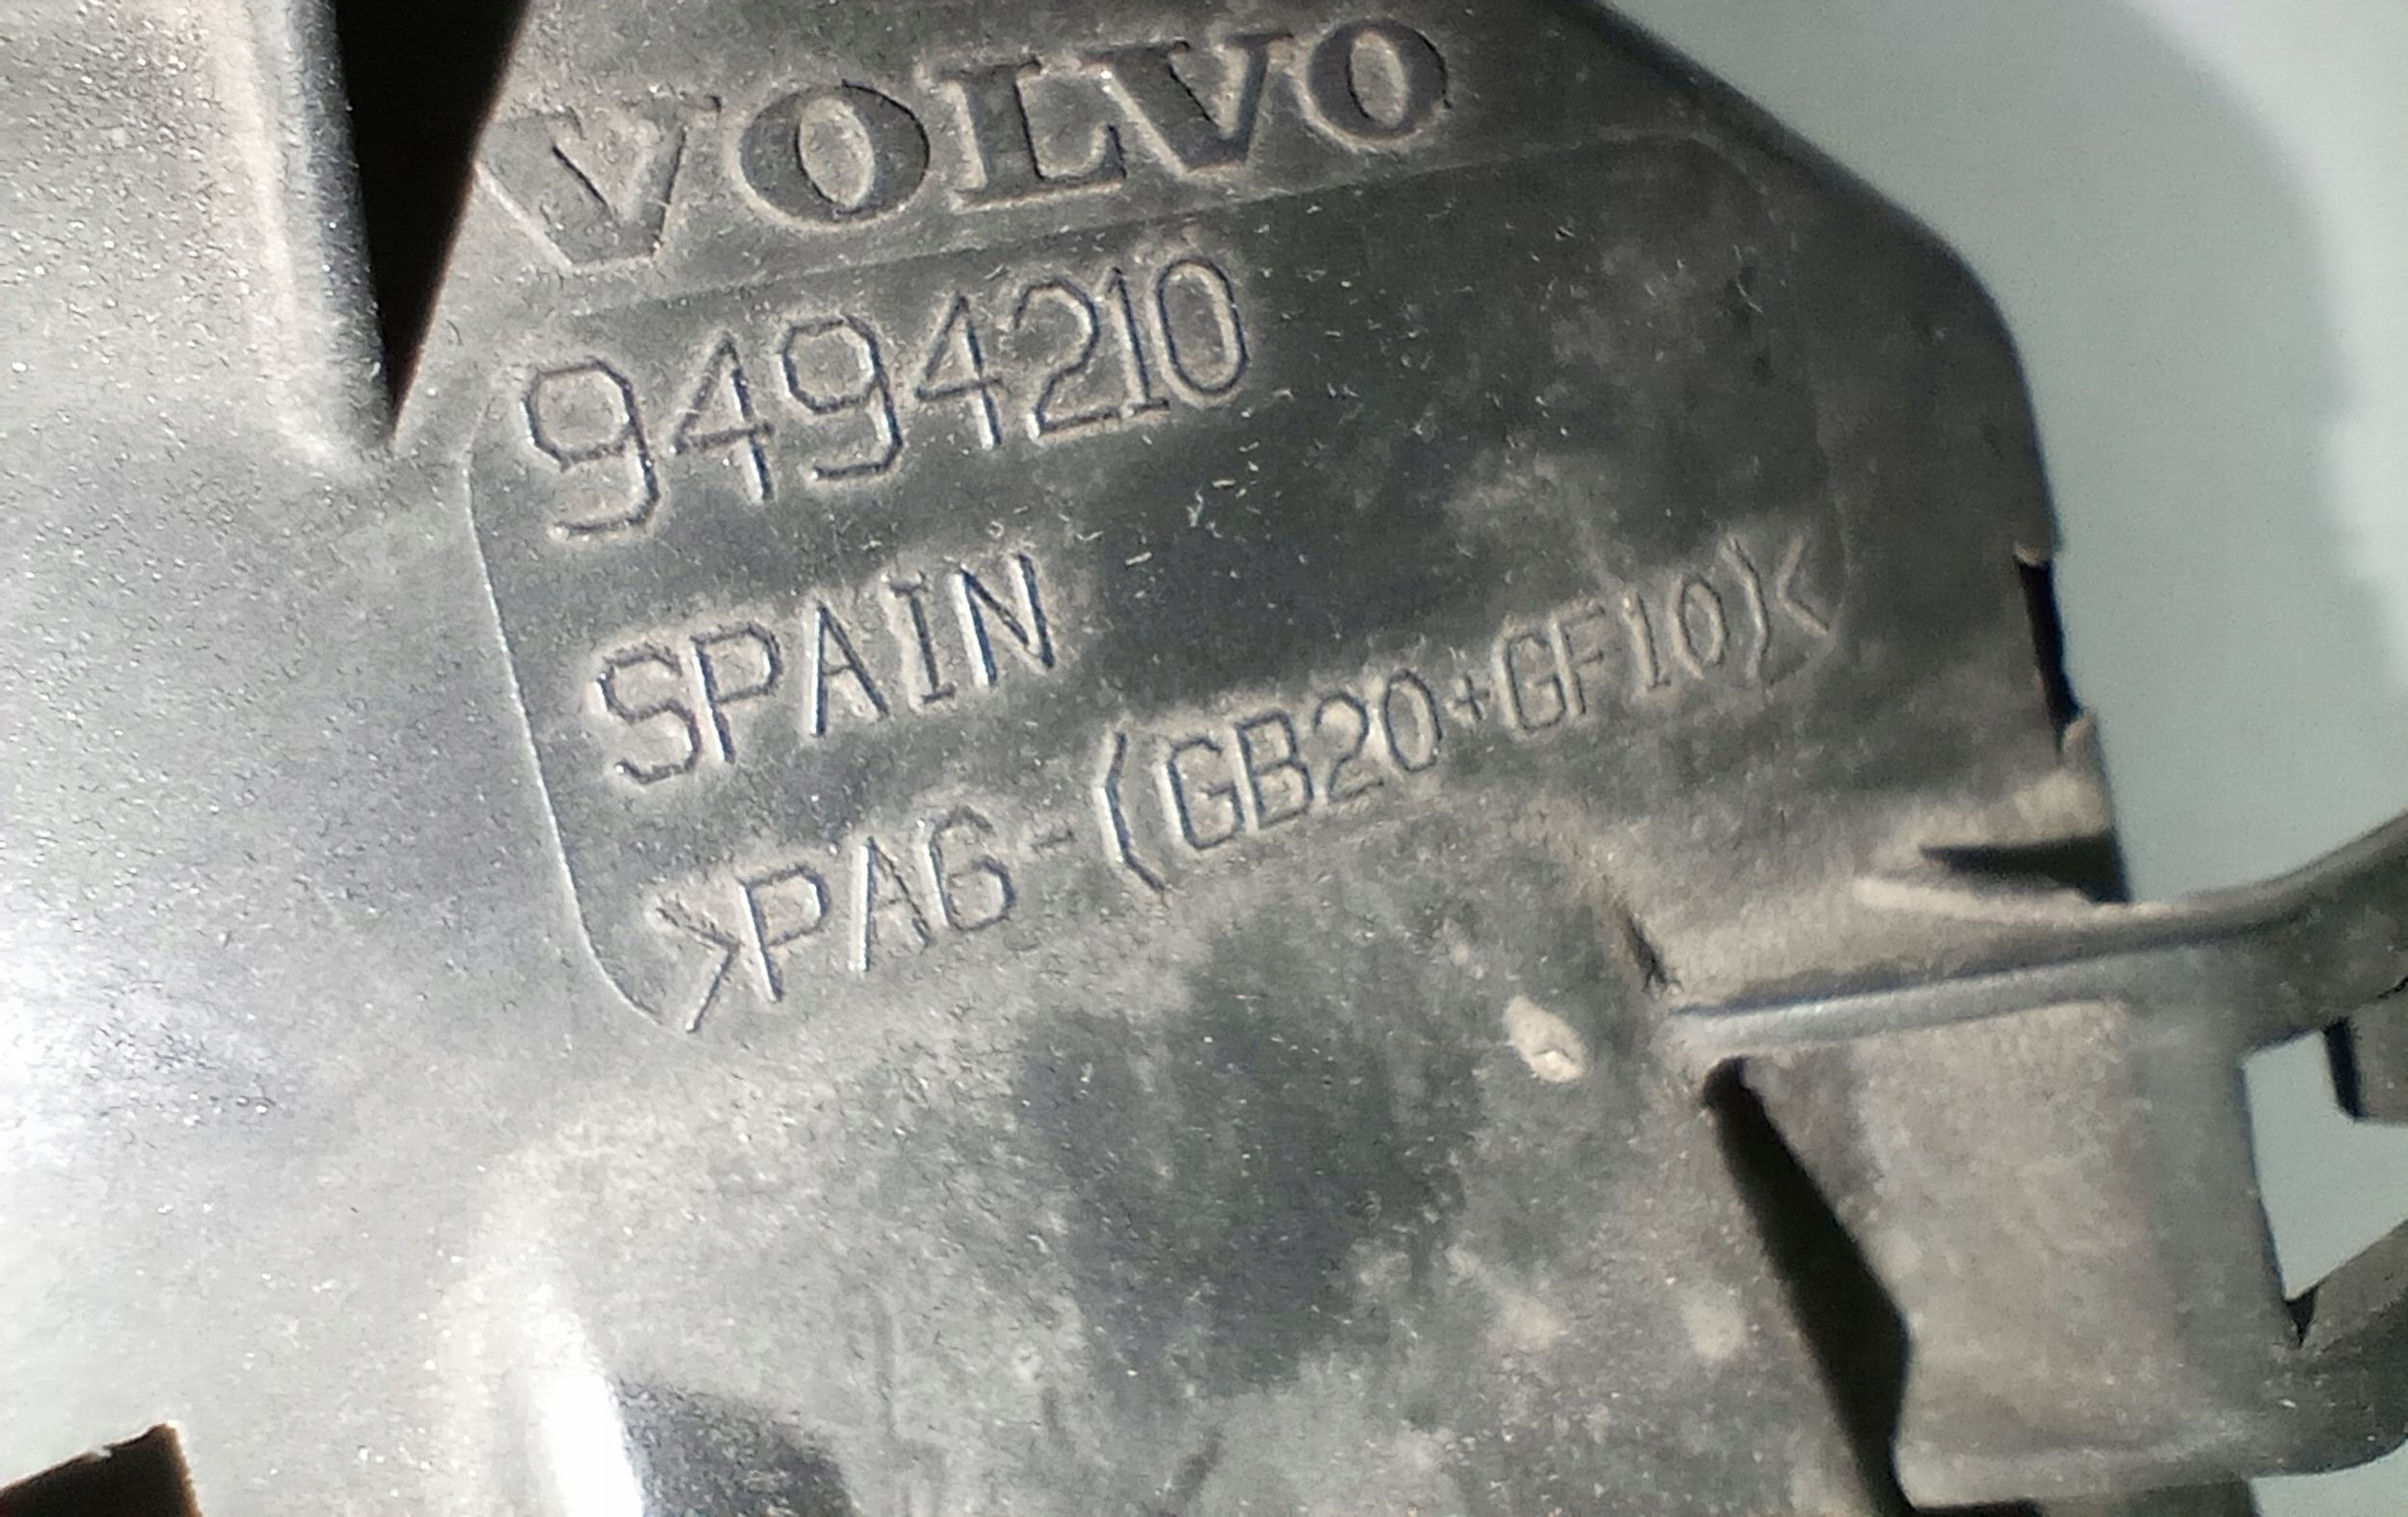 VOLVO
9494210
SPAIN
>PA6-(GB20+GF10)<